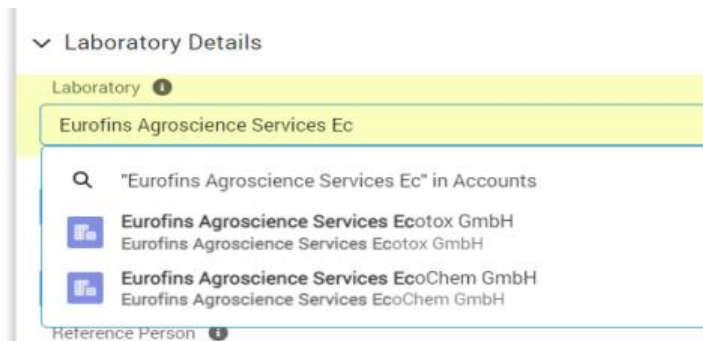 Laboratory Details
Laboratory
Eurofins Agroscience Services Ec
"Eurofins Agroscience Services Ec" in Accounts
Eurofins Agroscience Services Ecotox GmbH
Eurofins Agroscience Services Ecotox GmbH
Eurofins Agroscience Services EcoChem GmbH
Eurofins Agroscience Services EcoChem GmbH
Reference Person